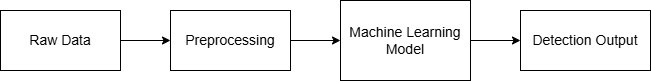 Raw Data
Preprocessing
Machine Learning
Model
Detection Output